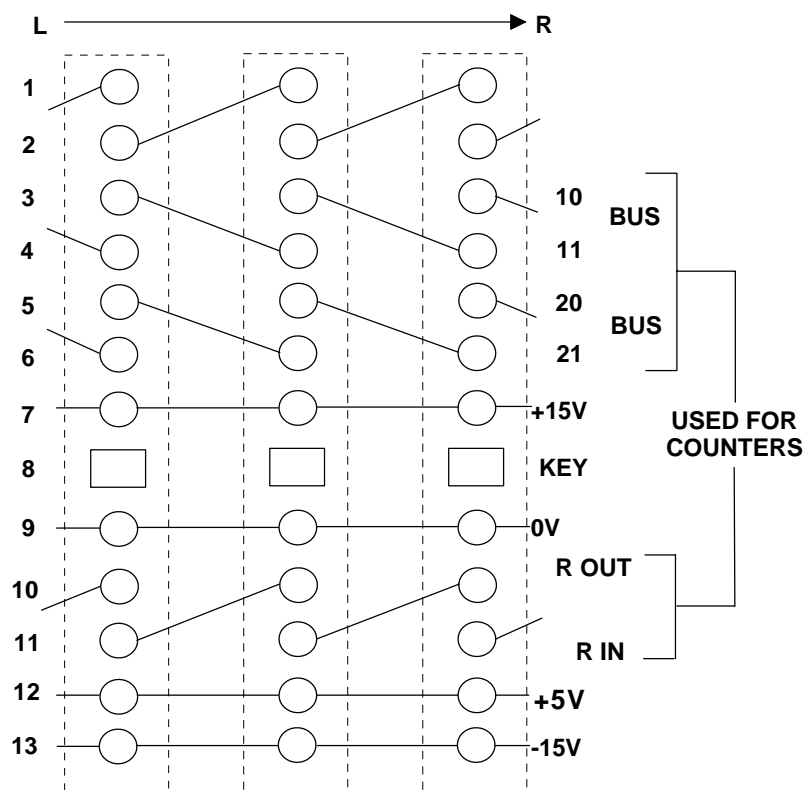 L R
1
2
3 10
BUS
4 11
5 20
BUS
6 21
7 +15V
USED FOR
COUNTERS
8 KEY
9 0V
R OUT
10
11 R IN
12 +5V
13 -15V